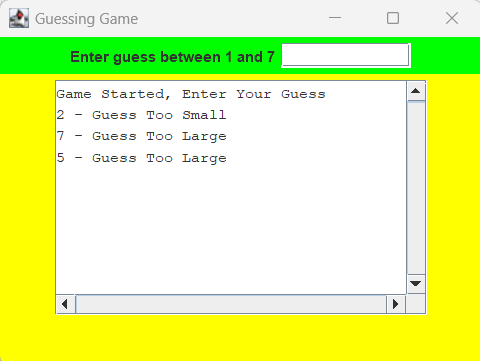 Guessing Game
Enter guess between 1 and 7
Game Started, Enter Your Guess
2 - Guess Too Small
7 - Guess Too Large
5 - Guess Too Large